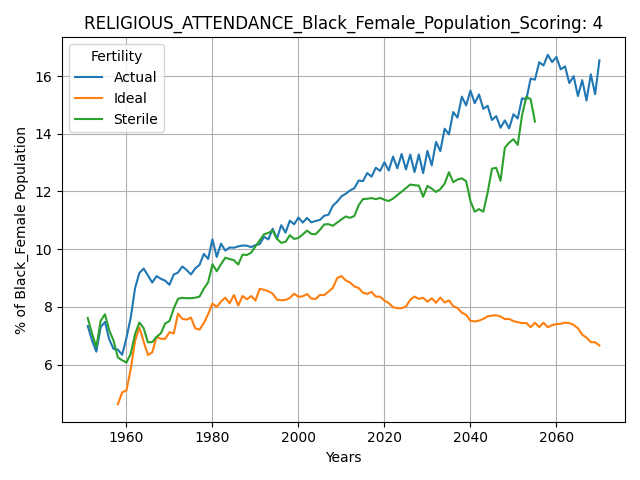 RELIGIOUS_ATTENDANCE_Black_Female_Population_Scoring: 4
Fertility
Actual
Ideal
Sterile
% of Black_Female Population
16
14
12
10
8
6
1960 1980 2000 2020 2040 2060
Years